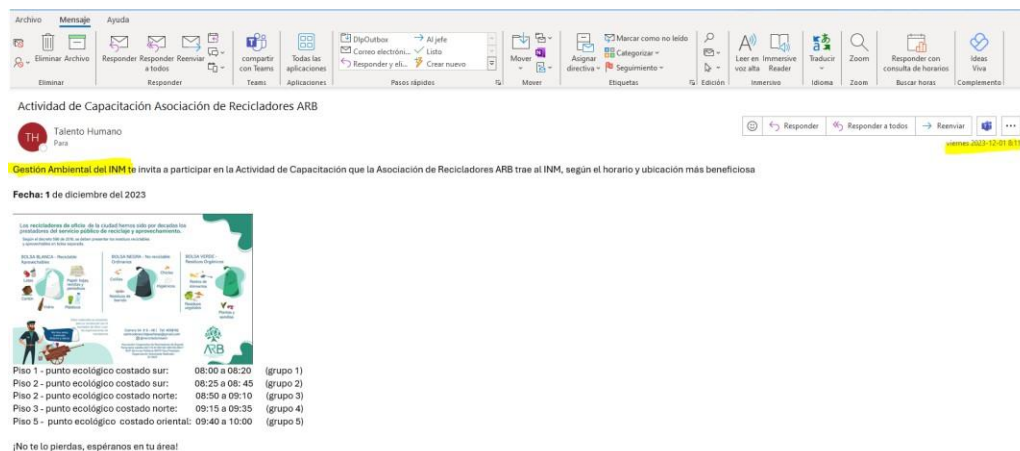 Archivo Mensaje Ayuda
Eliminar Archivo Responder Responder a todos Reenviar compartir con Teams Todas las aplicaciones
DlpOutbox Al jefe
Correo electróni... Listo
Responder y eli... Crear nuevo
Mover Asignar directiva
Marcar como no leído
Categorizar
Seguimiento
Leer en voz alta Immersive Reader Traducir Zoom Responder con consulta de horarios Ideas Viva
Eliminar Responder Teams Aplicaciones Pasos rápidos Mover Etiquetas Edición Inmersivo Idioma Zoom Buscar horas Complemento
Actividad de Capacitación Asociación de Recicladores ARB
TH
Talento Humano
Para
Responder Responder a todos Reenviar
viernes 2023-12-01 8:11
Gestión Ambiental del INM te invita a participar en la Actividad de Capacitación que la Asociación de Recicladores ARB trae al INM, según el horario y ubicación más beneficiosa
Fecha: 1 de diciembre del 2023
Los recicladores de oficio de la ciudad hemos sido por décadas los
prestadores del servicio público de reciclaje y aprovechamiento.
BOLSA BLANCA - Reciclable
Aprovechables
BOLSA NEGRA - No reciclable
Ordinarios
BOLSA VERDE -
Residuos Orgánicos
ARB
Piso 1 - punto ecológico costado sur: 08:00 a 08:20 (grupo 1)
Piso 2 - punto ecológico costado sur: 08:25 a 08: 45 (grupo 2)
Piso 2 - punto ecológico costado norte: 08:50 a 09:10 (grupo 3)
Piso 3 - punto ecológico costado norte: 09:15 a 09:35 (grupo 4)
Piso 5 - punto ecológico costado oriental: 09:40 a 10:00 (grupo 5)
¡No te lo pierdas, espéranos en tu área!